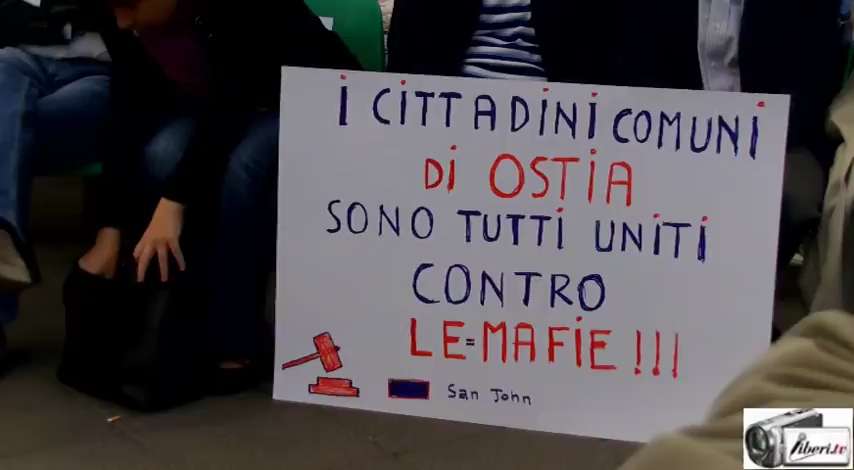 i CiTTADiNi COMUNi
Di OSTiA
SONO TUTTi UNiTi
CONTRO
LE=MAFiE !!!
San John
liberi.tv